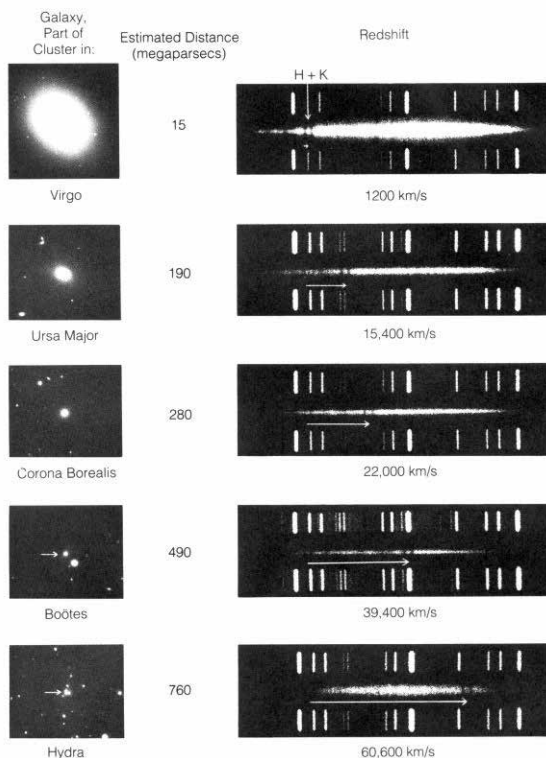 Galaxy,
Part of
Cluster in:
Estimated Distance
(megaparsecs)
Redshift
H + K
15
Virgo
1200 km/s
190
Ursa Major
15,400 km/s
280
Corona Borealis
22,000 km/s
490
Boötes
39,400 km/s
760
Hydra
60,600 km/s